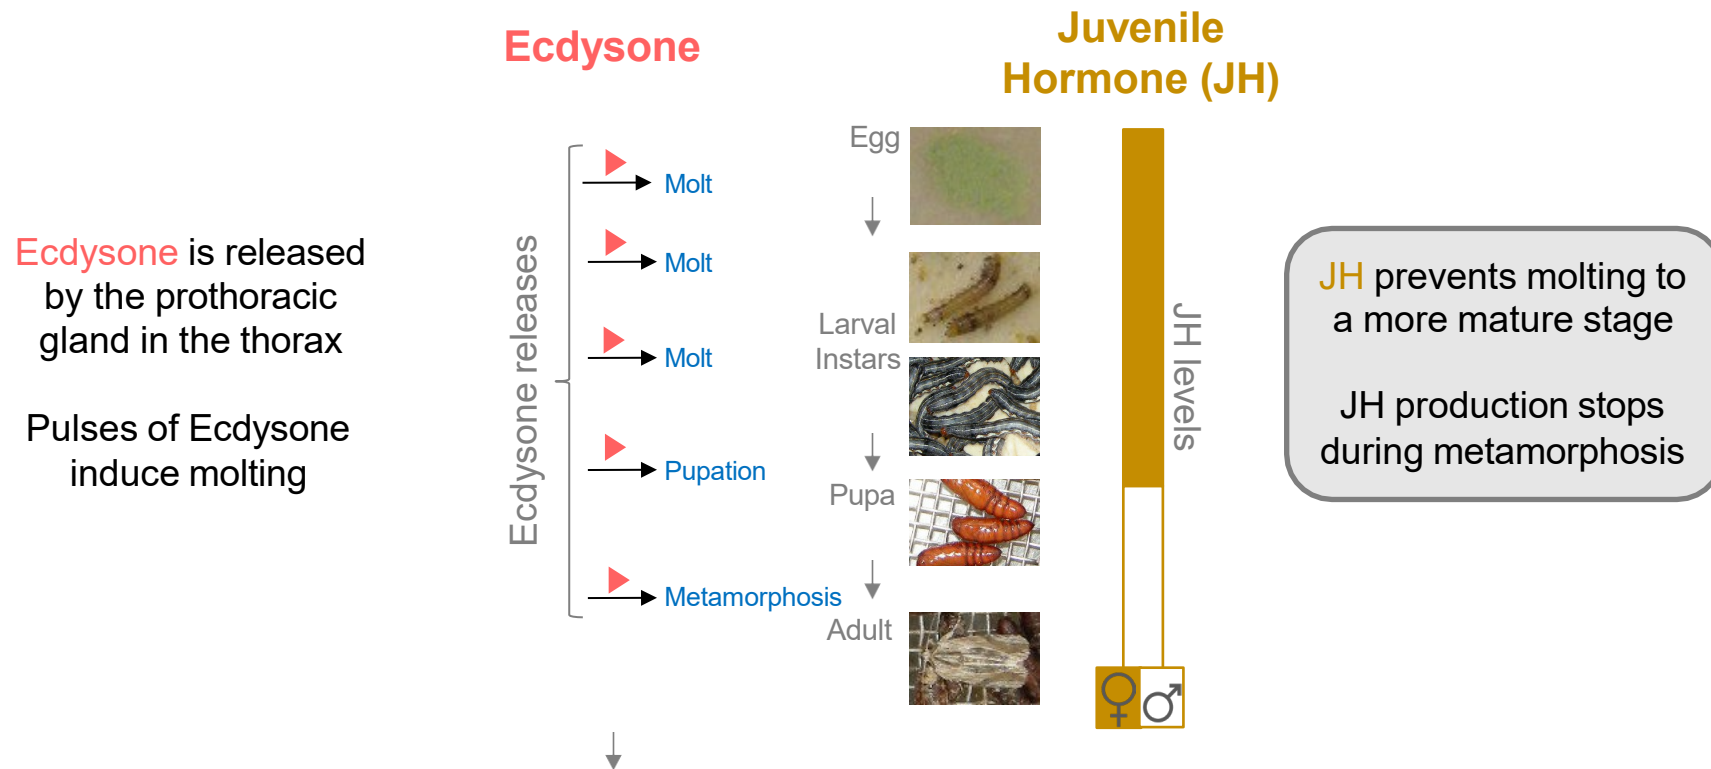 Ecdysone
Juvenile
Hormone (JH)
Ecdysone is released
by the prothoracic
gland in the thorax
Pulses of Ecdysone
induce molting
Ecdysone releases
Molt
Molt
Molt
Pupation
Metamorphosis
Egg
Larval
Instars
Pupa
Adult
JH levels
♀ ♂
JH prevents molting to
a more mature stage
JH production stops
during metamorphosis